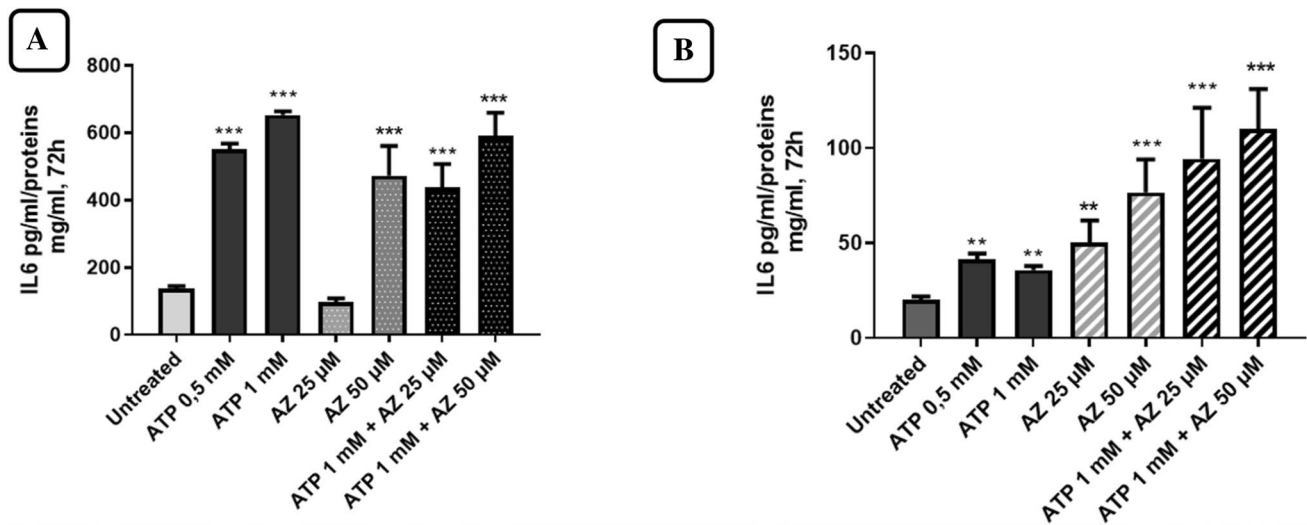 A
IL6 pg/ml/proteins
mg/ml, 72h
800
600
400
200
0
***
***
***
***
***
Untreated
ATP 0,5 mM
ATP 1 mM
AZ 25 µM
AZ 50 µM
ATP 1 mM + AZ 25 µM
ATP 1 mM + AZ 50 µM
B
IL6 pg/ml/proteins
mg/ml, 72h
150
100
50
0
**
**
**
***
***
***
Untreated
ATP 0,5 mM
ATP 1 mM
AZ 25 µM
AZ 50 µM
ATP 1 mM + AZ 25 µM
ATP 1 mM + AZ 50 µM